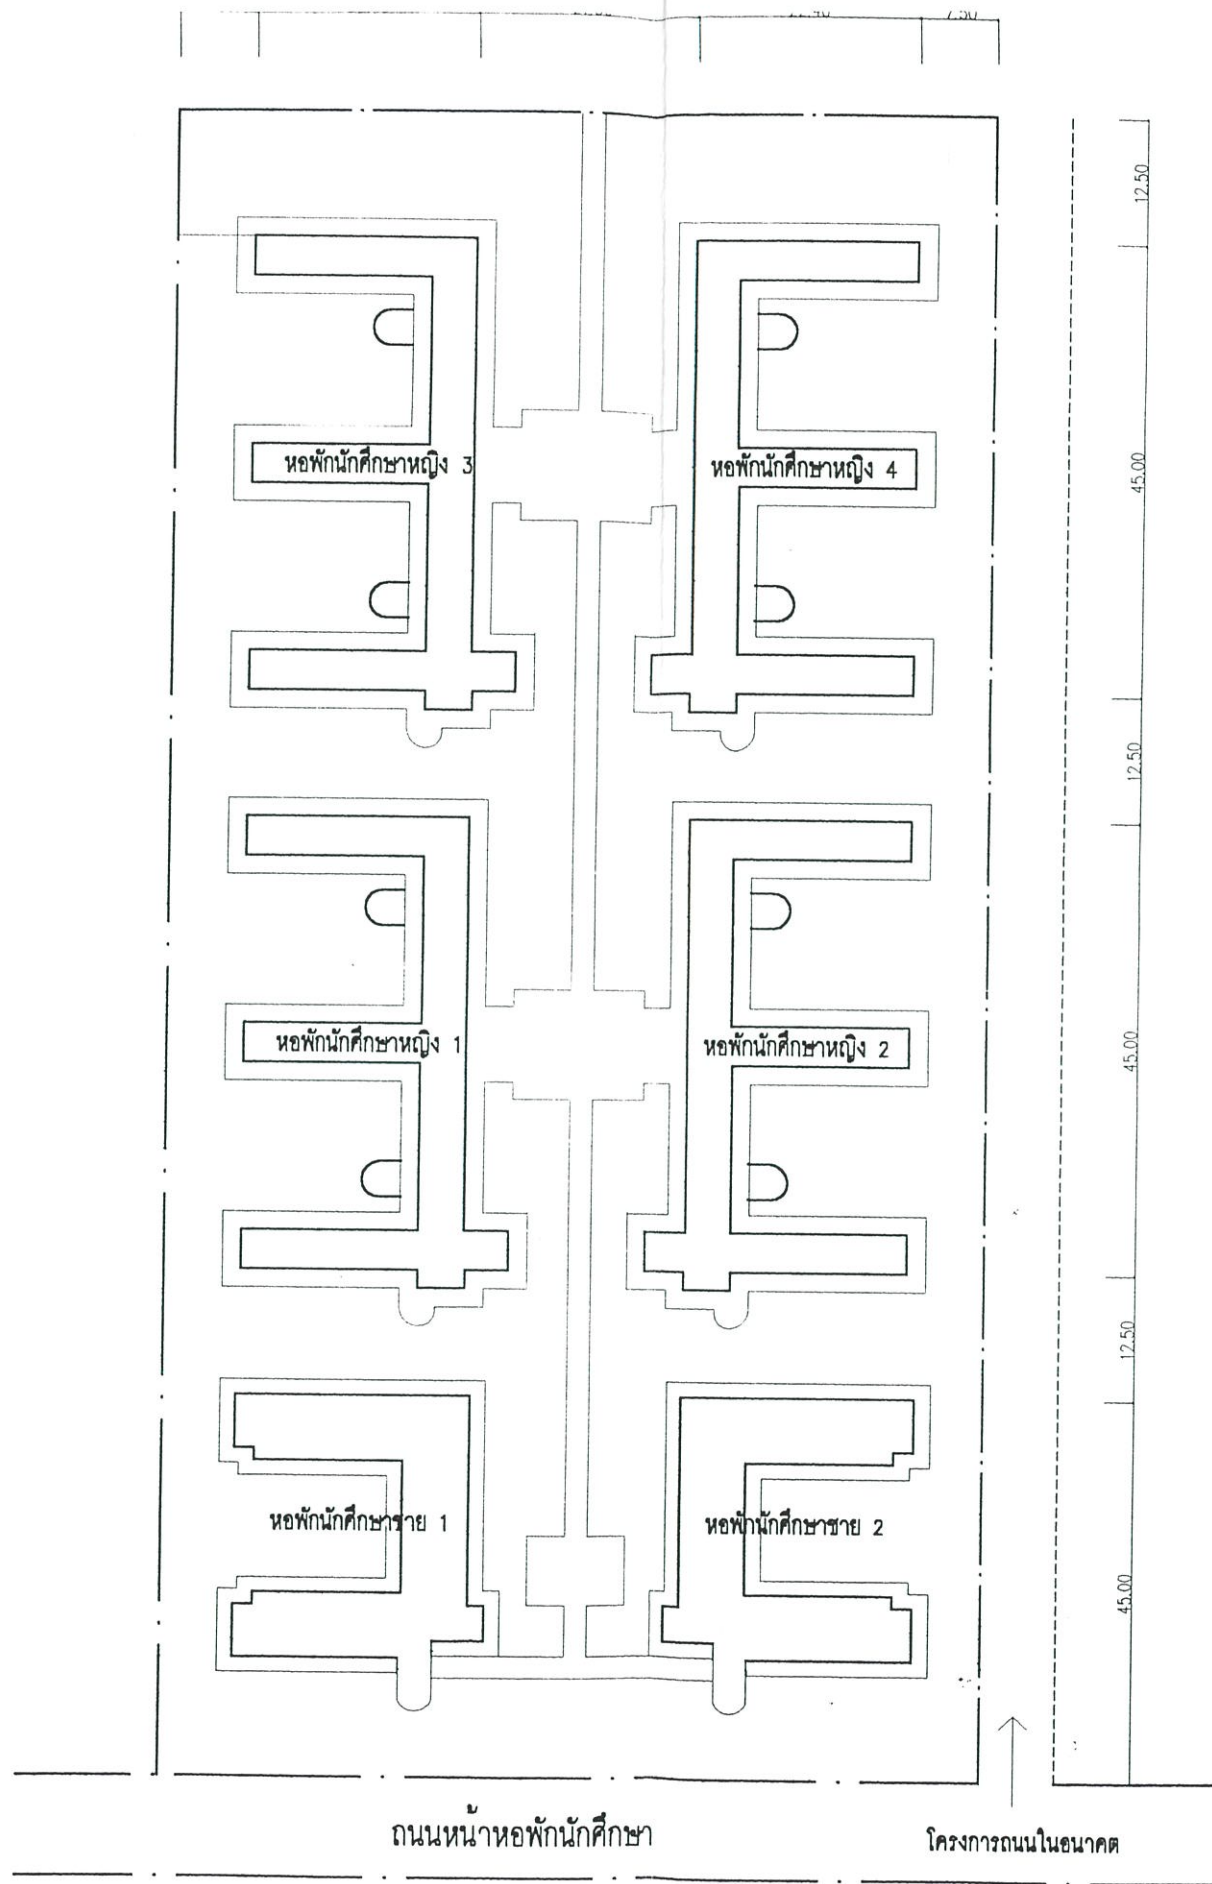 7.50
12.50
หอพักนักศึกษาหญิง 3
หอพักนักศึกษาหญิง 4
45.00
12.50
หอพักนักศึกษาหญิง 1
หอพักนักศึกษาหญิง 2
45.00
12.50
หอพักนักศึกษาชาย 1
หอพักนักศึกษาชาย 2
45.00
ถนนหน้าหอพักนักศึกษา
โครงการถนนในอนาคต